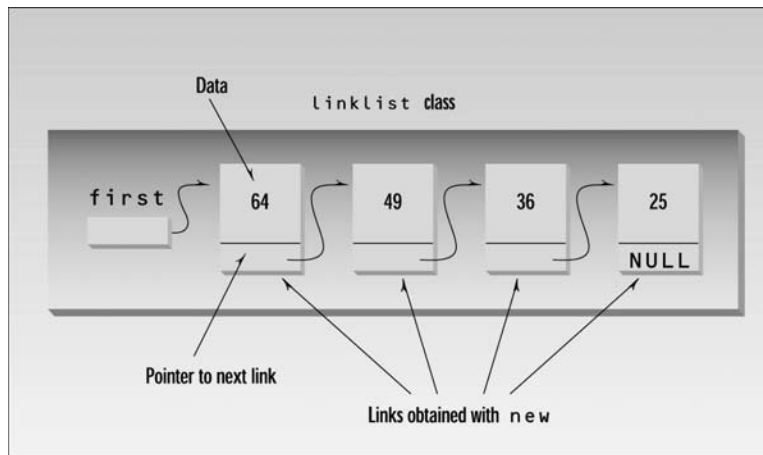 Data
linklist class
first
64
49
36
25
NULL
Pointer to next link
Links obtained with new